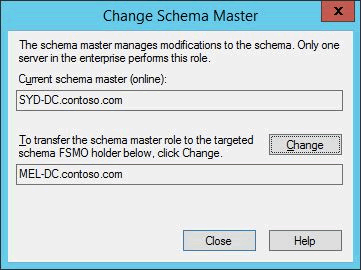 Change Schema Master
x
The schema master manages modifications to the schema. Only one
server in the enterprise performs this role.
Current schema master (online):
SYD-DC.contoso.com
To transfer the schema master role to the targeted
schema FSMO holder below, click Change.
Change
MEL-DC.contoso.com
Close
Help